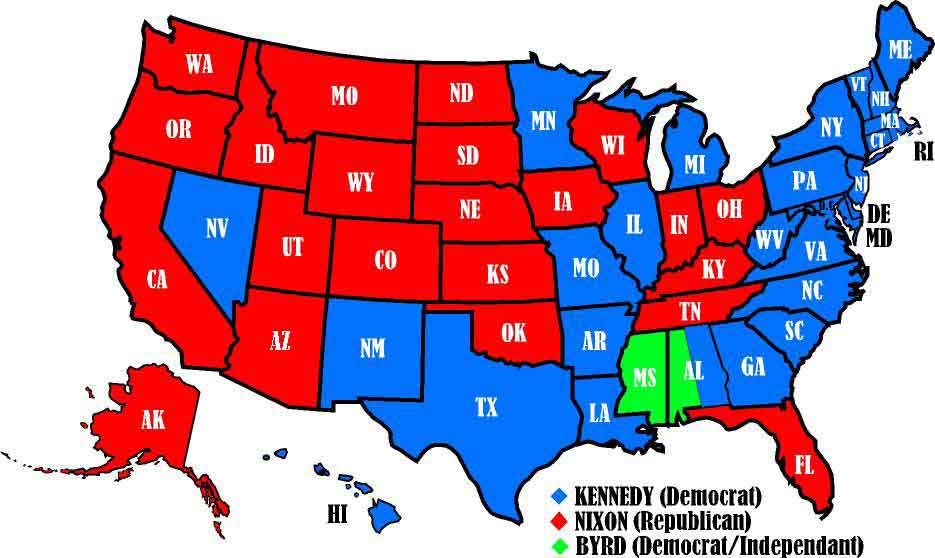 ME
WA
VT
NH
MO
ND
MN
MA
NY
OR
CT
RI
ID
SD
WI
MI
WY
PA
NJ
NE
IA
OH
DE
NV
IL
IN
WV
MD
UT
CO
VA
CA
KS
MO
KY
NC
TN
AZ
NM
OK
AR
SC
MS
AL
GA
TX
LA
AK
FL
HI
KENNEDY (Democrat)
NIXON (Republican)
BYRD (Democrat/Independant)